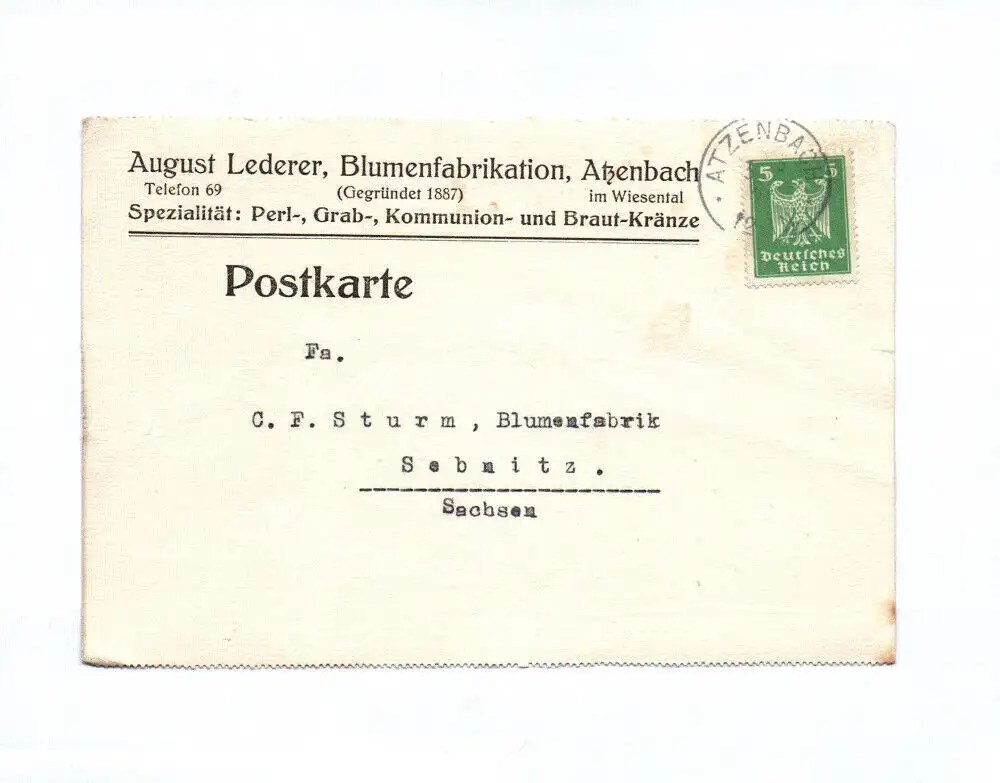 August Lederer, Blumenfabrikation, Atzenbach
Telefon 69 (Gegründet 1887) im Wiesental
Spezialität: Perl-, Grab-, Kommunion- und Braut-Kränze
ATZENBACH
5 5
Deutsches
Reich
Postkarte
Fa.
C. F. Sturm, Blumenfabrik
Sebnitz.
Sachsen